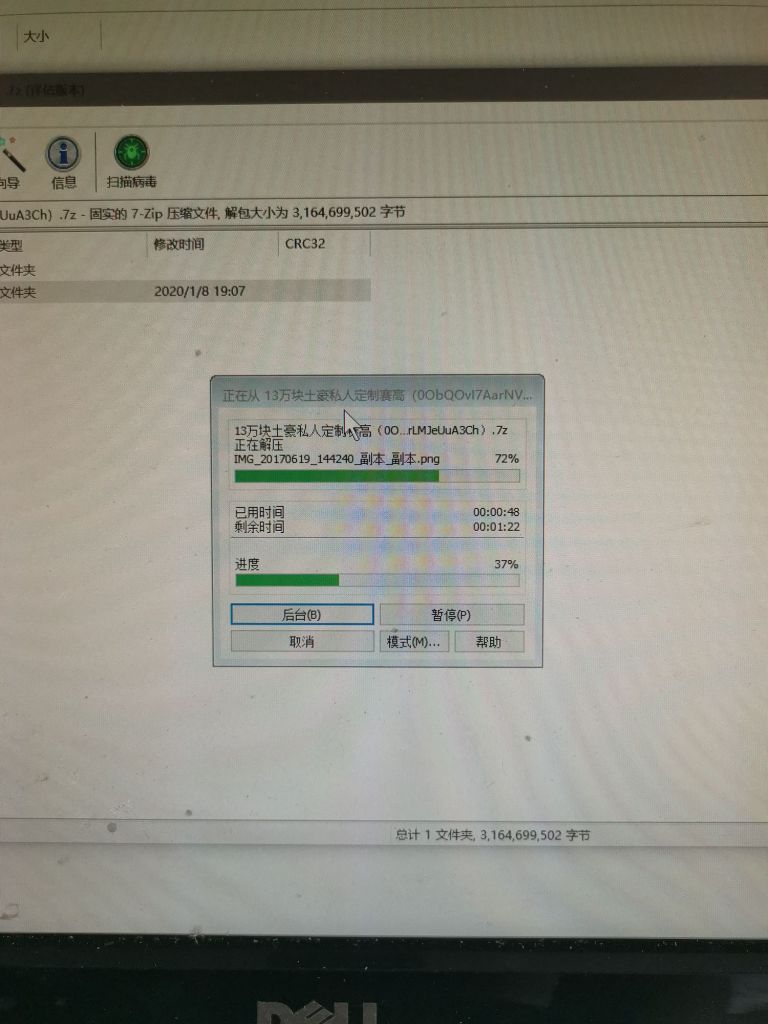 大小
.7z (评估版本)
向导 信息 扫描病毒
UuA3Ch）.7z - 固实的 7-Zip 压缩文件, 解包大小为 3,164,699,502 字节
类型 修改时间 CRC32
文件夹
文件夹 2020/1/8 19:07
正在从 13万块土豪私人定制赛高（0ObQOvI7AarNV...
13万块土豪私人定制赛高（0O...rLMJeUuA3Ch）.7z
正在解压
IMG_20170619_144240_副本_副本.png 72%
已用时间 00:00:48
剩余时间 00:01:22
进度 37%
后台(B) 暂停(P)
取消 模式(M)... 帮助
总计 1 文件夹, 3,164,699,502 字节
DELL